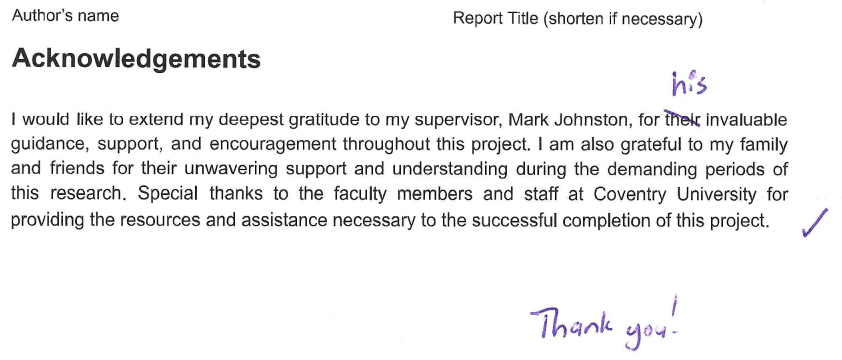 Author's name Report Title (shorten if necessary)
Acknowledgements
his
I would like to extend my deepest gratitude to my supervisor, Mark Johnston, for their invaluable
guidance, support, and encouragement throughout this project. I am also grateful to my family
and friends for their unwavering support and understanding during the demanding periods of
this research. Special thanks to the faculty members and staff at Coventry University for
providing the resources and assistance necessary to the successful completion of this project. ✓
Thank you!